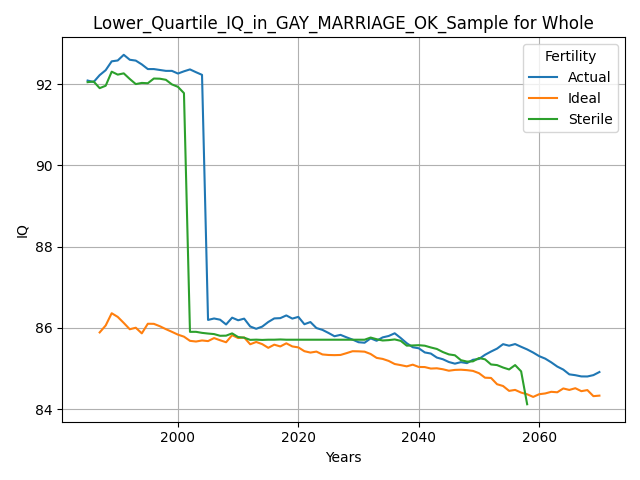 Lower_Quartile_IQ_in_GAY_MARRIAGE_OK_Sample for Whole
Fertility
Actual
Ideal
Sterile
IQ
92
90
88
86
84
2000
2020
2040
2060
Years